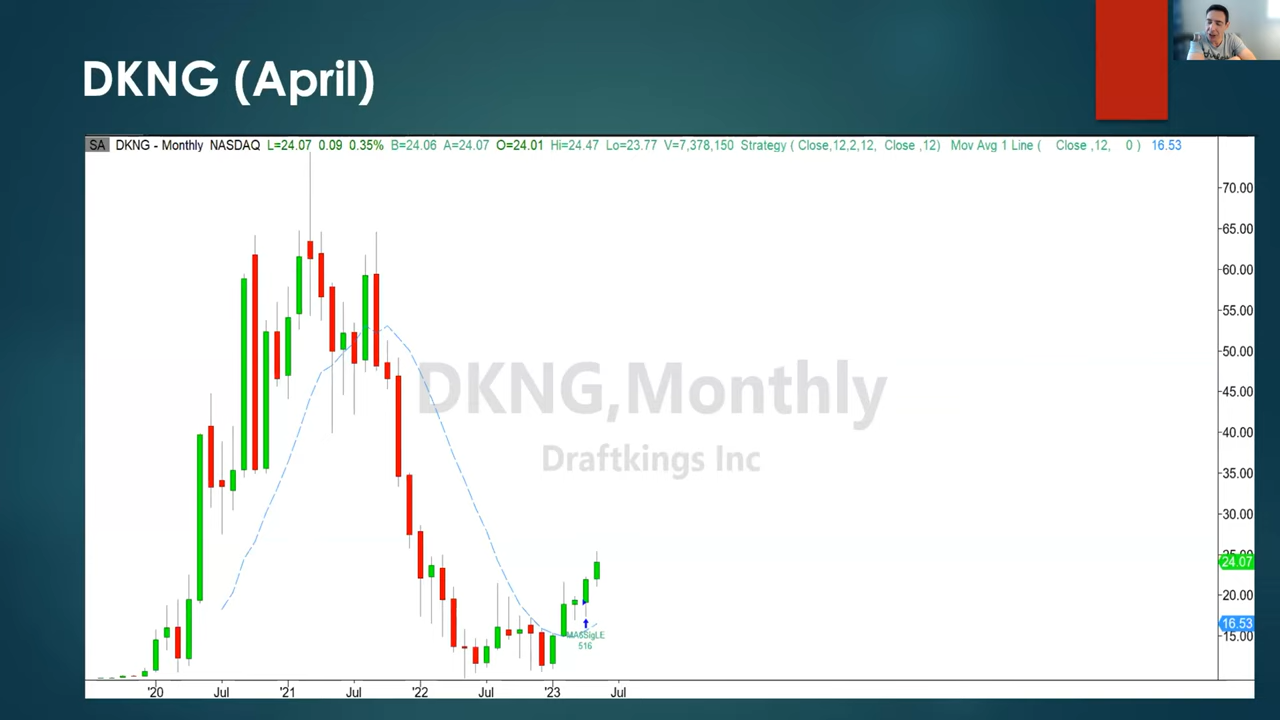 DKNG (April)
SA DKNG - Monthly NASDAQ L=24.07 0.09 0.35% B=24.06 A=24.07 O=24.01 Hi=24.47 Lo=23.77 V=7,378,150 Strategy ( Close,12,2,12, Close ,12) Mov Avg 1 Line ( Close ,12, 0 ) 16.53
70.00
65.00
60.00
55.00
50.00
45.00
40.00
35.00
30.00
25.00
24.07
20.00
16.53
15.00
DKNG,Monthly
Draftkings Inc
MASSigLE
516
'20 Jul '21 Jul '22 Jul '23 Jul